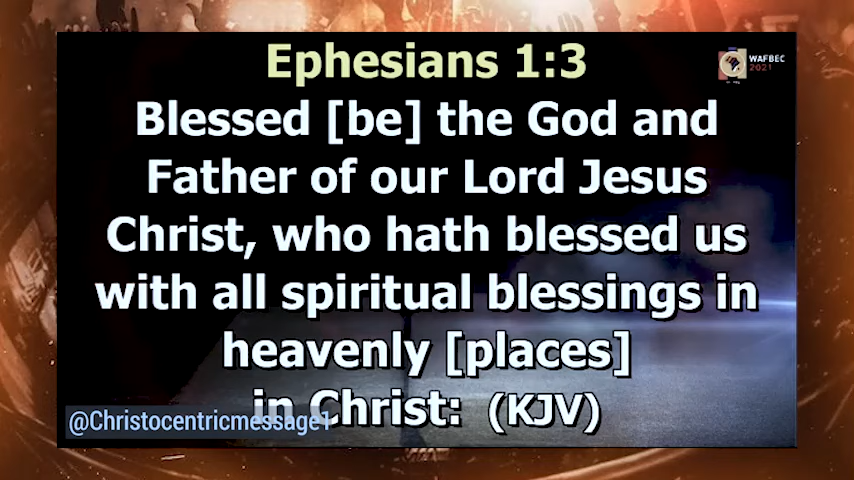 Ephesians 1:3
WAFBEC
2021
Blessed [be] the God and
Father of our Lord Jesus
Christ, who hath blessed us
with all spiritual blessings in
heavenly [places]
in Christ: (KJV)
@Christocentricmessage1